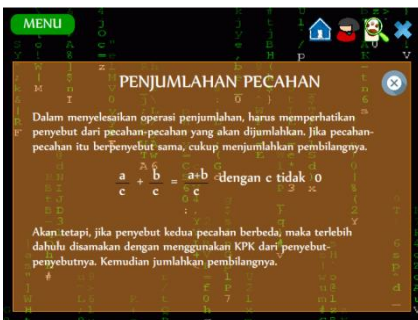 MENU
PENJUMLAHAN PECAHAN
Dalam menyelesaikan operasi penjumlahan, harus memperhatikan
penyebut dari pecahan-pecahan yang akan dijumlahkan. Jika pecahan-
pecahan itu berpenyebut sama, cukup menjumlahkan pembilangnya.
a/c + b/c = a+b/c dengan c tidak 0
Akan tetapi, jika penyebut kedua pecahan berbeda, maka terlebih
dahulu disamakan dengan menggunakan KPK dari penyebut-
penyebutnya. Kemudian jumlahkan pembilangnya.